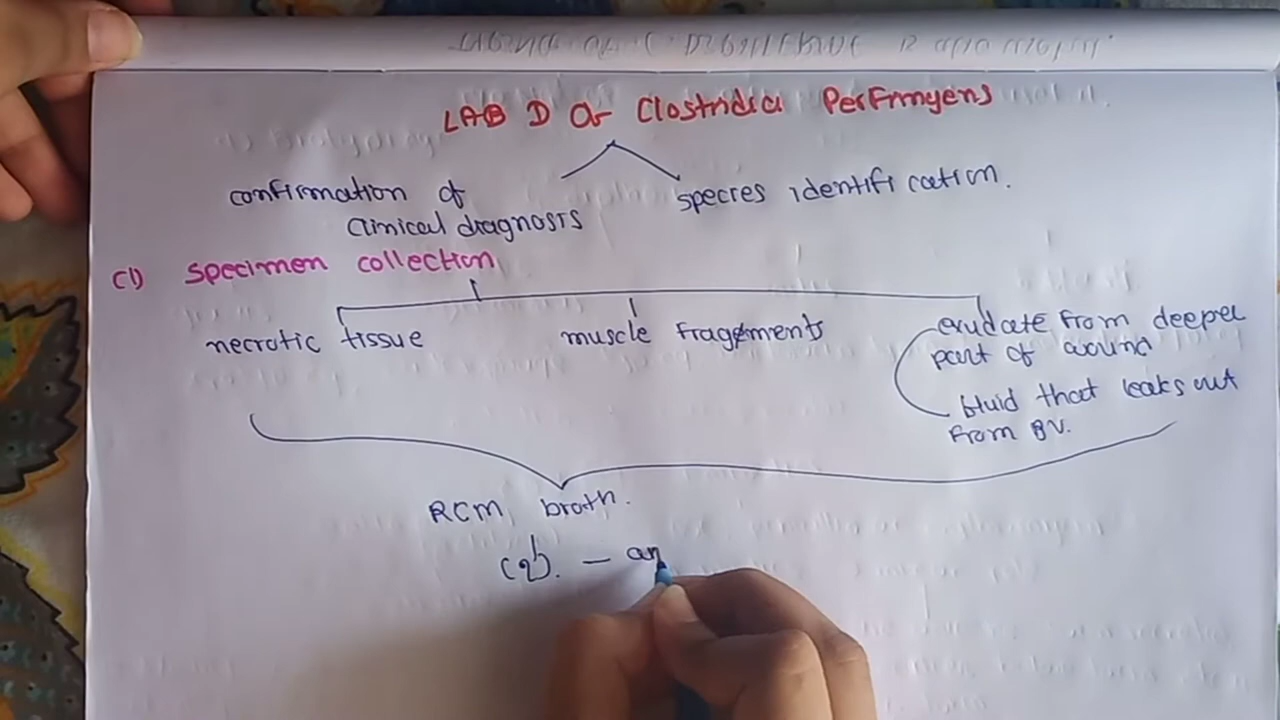 LAB D Of Clostridia Perfringens
confirmation of
clinical diagnosis
species identification.
(1) Specimen collection
necrotic tissue
muscle fragements
exudate from deeper
part of wound
fluid that leaks out
from BV.
RCM broth.
(2). – an